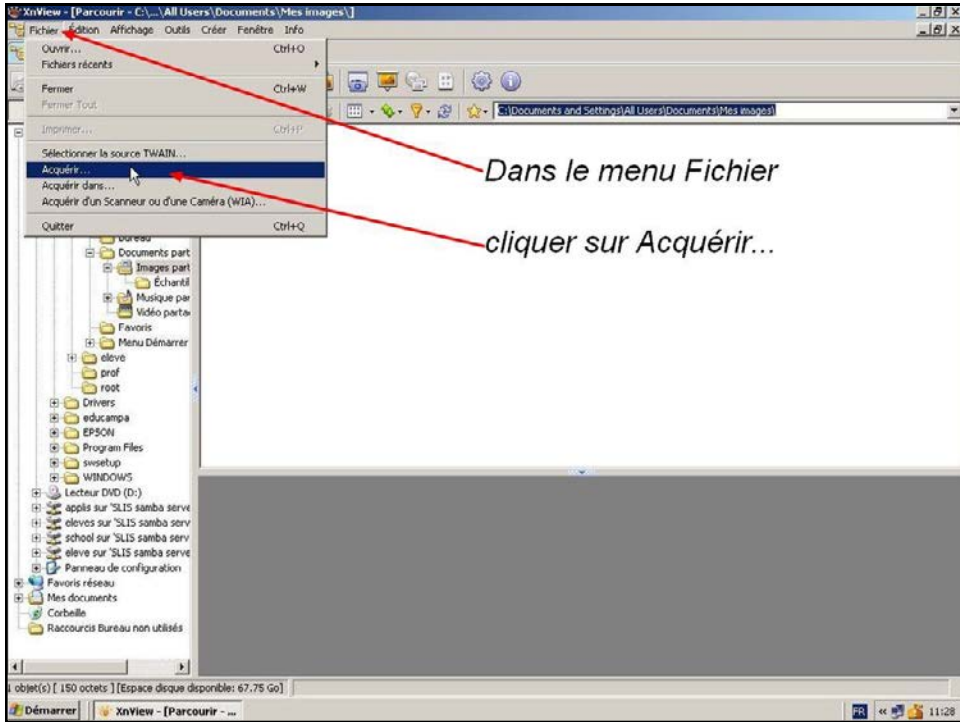 XnView - [Parcourir - C:\...\All Users\Documents\Mes images\]
Fichier Édition Affichage Outils Créer Fenêtre Info
Ouvrir... Ctrl+O
Fichiers récents
Fermer Ctrl+W
Fermer Tout
Imprimer... Ctrl+P
Sélectionner la source TWAIN...
Acquérir...
Acquérir dans...
Acquérir d'un Scanneur ou d'une Caméra (WIA)...
Quitter Ctrl+Q
C:\Documents and Settings\All Users\Documents\Mes images\
Dans le menu Fichier
cliquer sur Acquérir...
Bureau
Documents part
Images part
Échantil
Musique par
Vidéo parta
Favoris
Menu Démarrer
eleve
prof
root
Drivers
educampa
EPSON
Program Files
swsetup
WINDOWS
Lecteur DVD (D:)
applis sur 'SLIS samba serve
eleves sur 'SLIS samba serv
school sur 'SLIS samba serv
eleve sur 'SLIS samba serve
Panneau de configuration
Favoris réseau
Mes documents
Corbeille
Raccourcis Bureau non utilisés
1 objet(s) [ 150 octets ] [Espace disque disponible: 67.75 Go]
Démarrer XnView - [Parcourir - ... FR 11:28